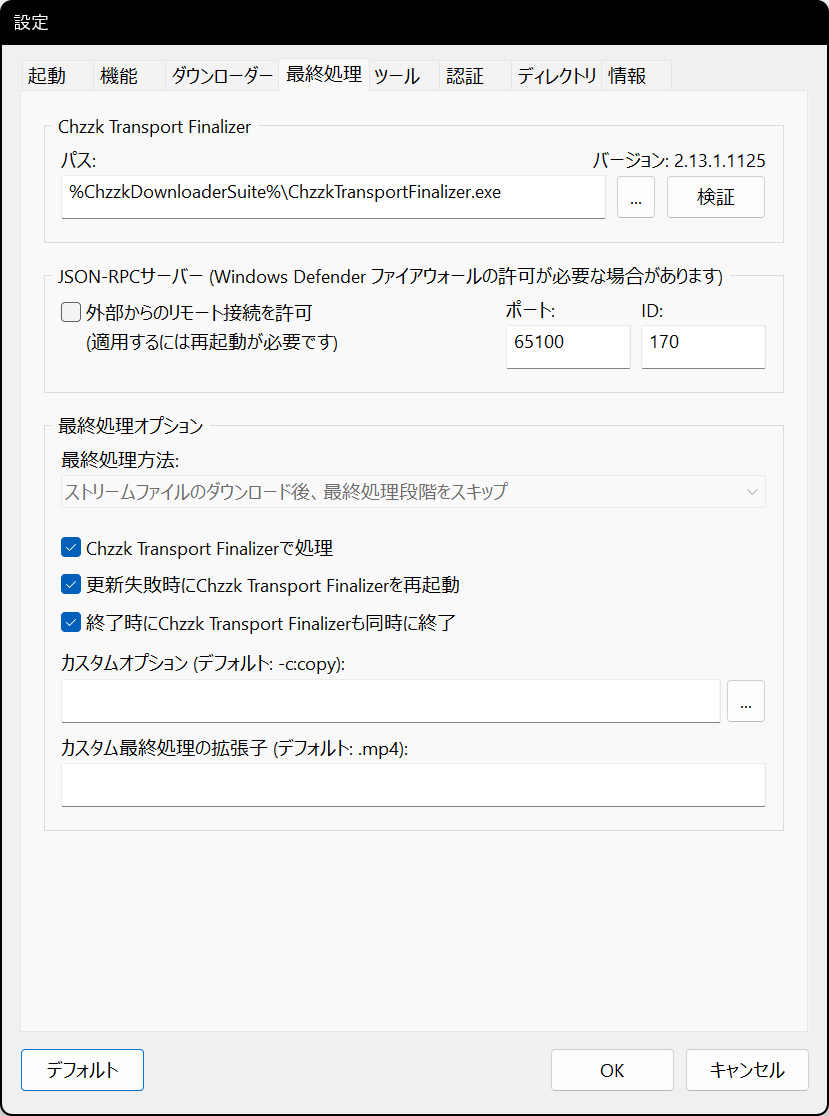 設定
起動 機能 ダウンローダー 最終処理 ツール 認証 ディレクトリ 情報
Chzzk Transport Finalizer
パス: バージョン: 2.13.1.1125
%ChzzkDownloaderSuite%\ChzzkTransportFinalizer.exe ... 検証
JSON-RPCサーバー (Windows Defender ファイアウォールの許可が必要な場合があります)
外部からのリモート接続を許可 ポート: ID:
(適用するには再起動が必要です) 65100 170
最終処理オプション
最終処理方法:
ストリームファイルのダウンロード後、最終処理段階をスキップ
Chzzk Transport Finalizerで処理
更新失敗時にChzzk Transport Finalizerを再起動
終了時にChzzk Transport Finalizerも同時に終了
カスタムオプション (デフォルト: -c:copy):
...
カスタム最終処理の拡張子 (デフォルト: .mp4):
デフォルト OK キャンセル